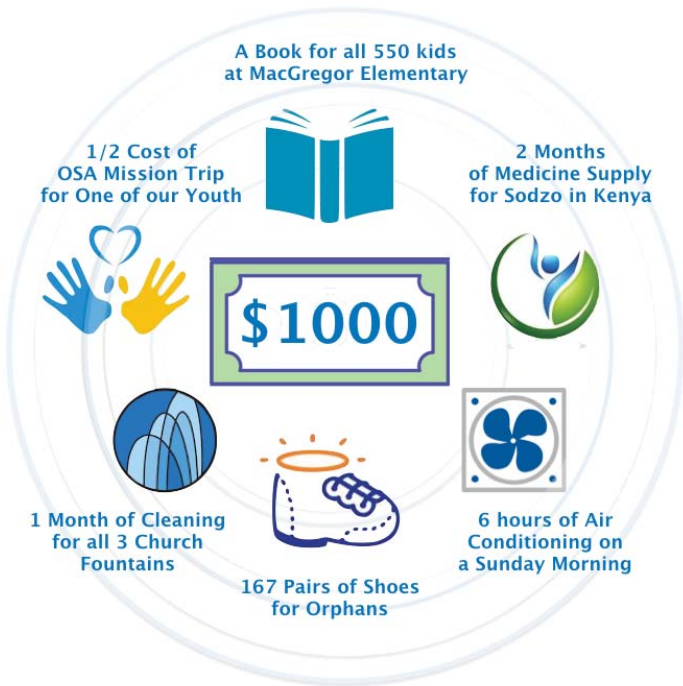 A Book for all 550 kids
at MacGregor Elementary
1/2 Cost of
OSA Mission Trip
for One of our Youth
2 Months
of Medicine Supply
for Sodzo in Kenya
$1000
1 Month of Cleaning
for all 3 Church
Fountains
167 Pairs of Shoes
for Orphans
6 hours of Air
Conditioning on
a Sunday Morning